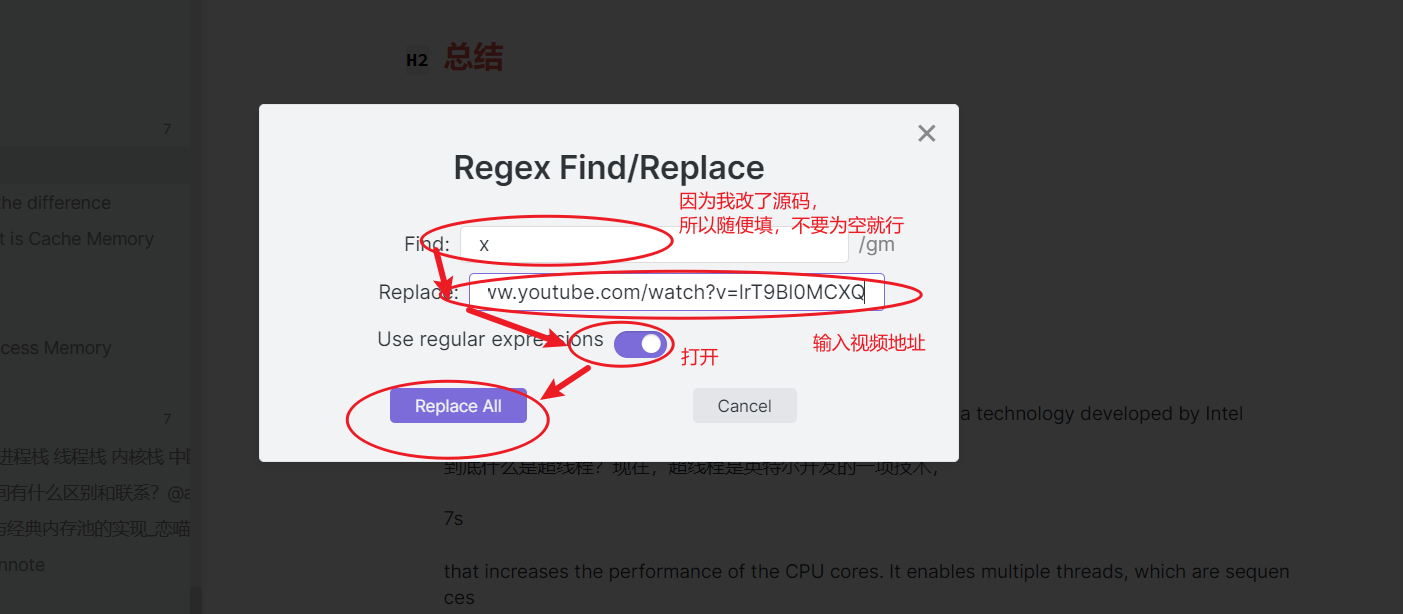 H2 总结
7
Regex Find/Replace
因为我改了源码，
所以随便填，不要为空就行
he difference
Find: x /gm
t is Cache Memory
Replace: vw.youtube.com/watch?v=lrT9Bl0MCXQ
Use regular expressions
输入视频地址
打开
cess Memory
Replace All
Cancel
7
a technology developed by Intel
进程栈 线程栈 内核栈 中
到底什么是超线程？现在，超线程是英特尔开发的一项技术，
间有什么区别和联系？@a
7s
与经典内存池的实现_恋喵
nnote
that increases the performance of the CPU cores. It enables multiple threads, which are sequen
ces